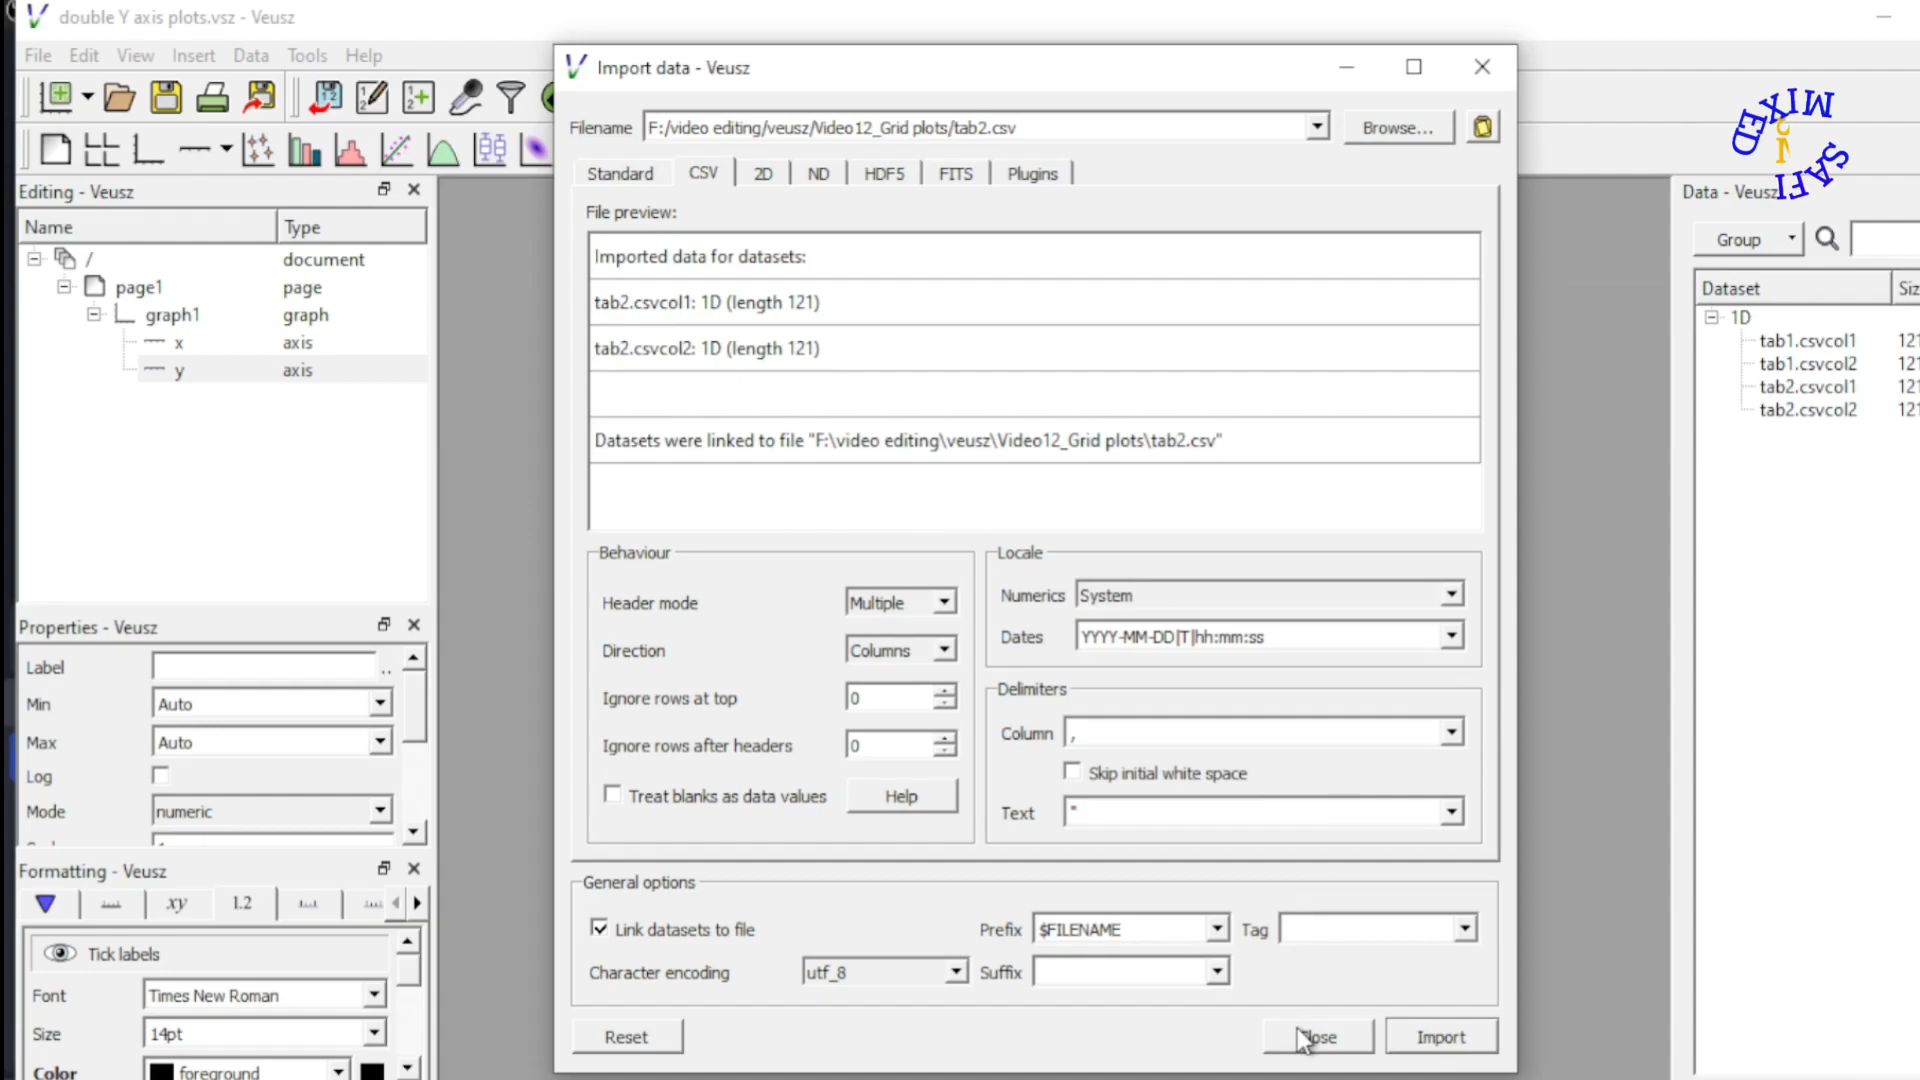 double Y axis plots.vsz - Veusz
File Edit View Insert Data Tools Help
Editing - Veusz
Name Type
/ document
page1 page
graph1 graph
x axis
y axis
Properties - Veusz
Label
Min Auto
Max Auto
Log
Mode numeric
Formatting - Veusz
xy 1.2
Tick labels
Font Times New Roman
Size 14pt
Color foreground
Import data - Veusz
Filename F:/video editing/veusz/Video12_Grid plots/tab2.csv Browse...
Standard CSV 2D ND HDF5 FITS Plugins
File preview:
Imported data for datasets:
tab2.csvcol1: 1D (length 121)
tab2.csvcol2: 1D (length 121)
Datasets were linked to file "F:\video editing\veusz\Video12_Grid plots\tab2.csv"
Behaviour
Header mode Multiple
Direction Columns
Ignore rows at top 0
Ignore rows after headers 0
Treat blanks as data values Help
Locale
Numerics System
Dates YYYY-MM-DD|T|hh:mm:ss
Delimiters
Column ,
Skip initial white space
Text "
General options
Link datasets to file Prefix $FILENAME Tag
Character encoding utf_8 Suffix
Reset Import
MIXED
SAFI
Data - Veusz
Group
Dataset Siz
1D
tab1.csvcol1 121
tab1.csvcol2 121
tab2.csvcol1 121
tab2.csvcol2 121